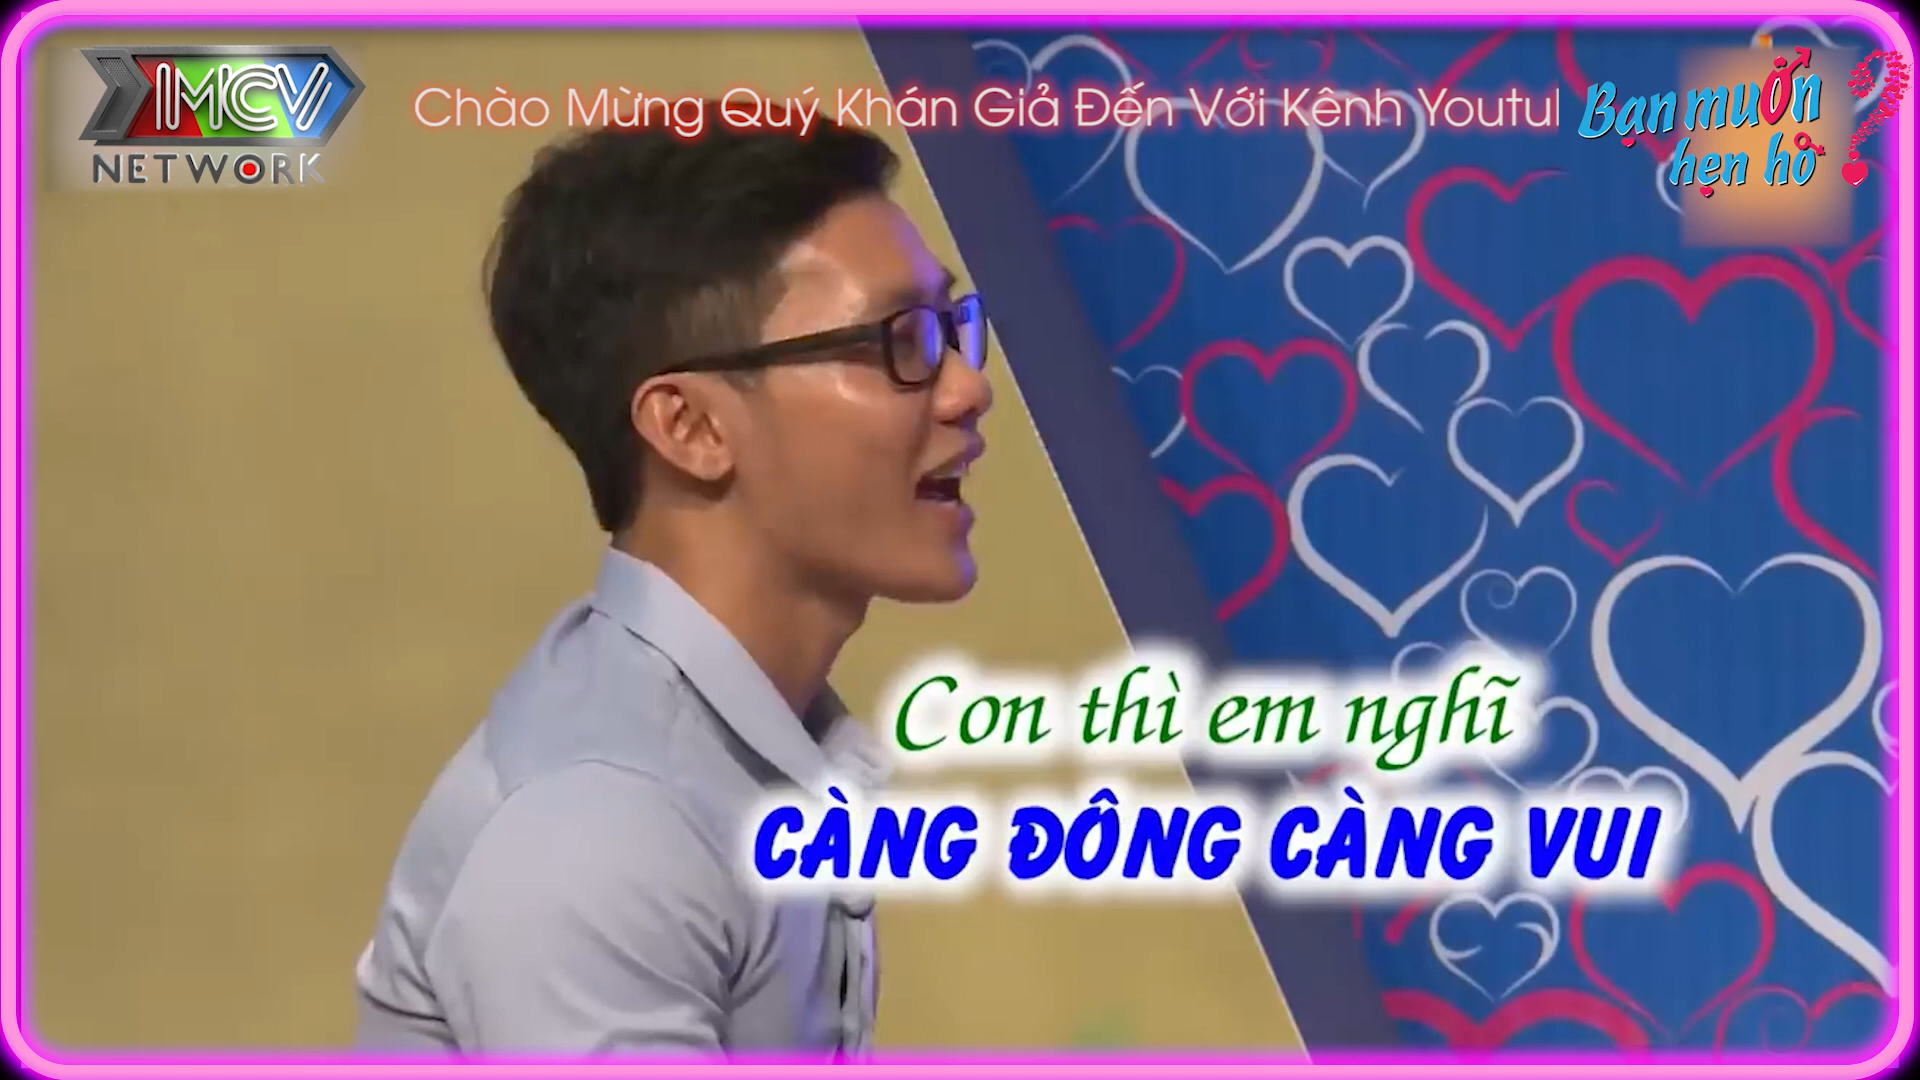 MCV
NETWORK
Chào Mừng Quý Khán Giả Đến Với Kênh Youtu
Bạn muốn
hẹn hò
?
Con thì em nghĩ
CÀNG ĐÔNG CÀNG VUI